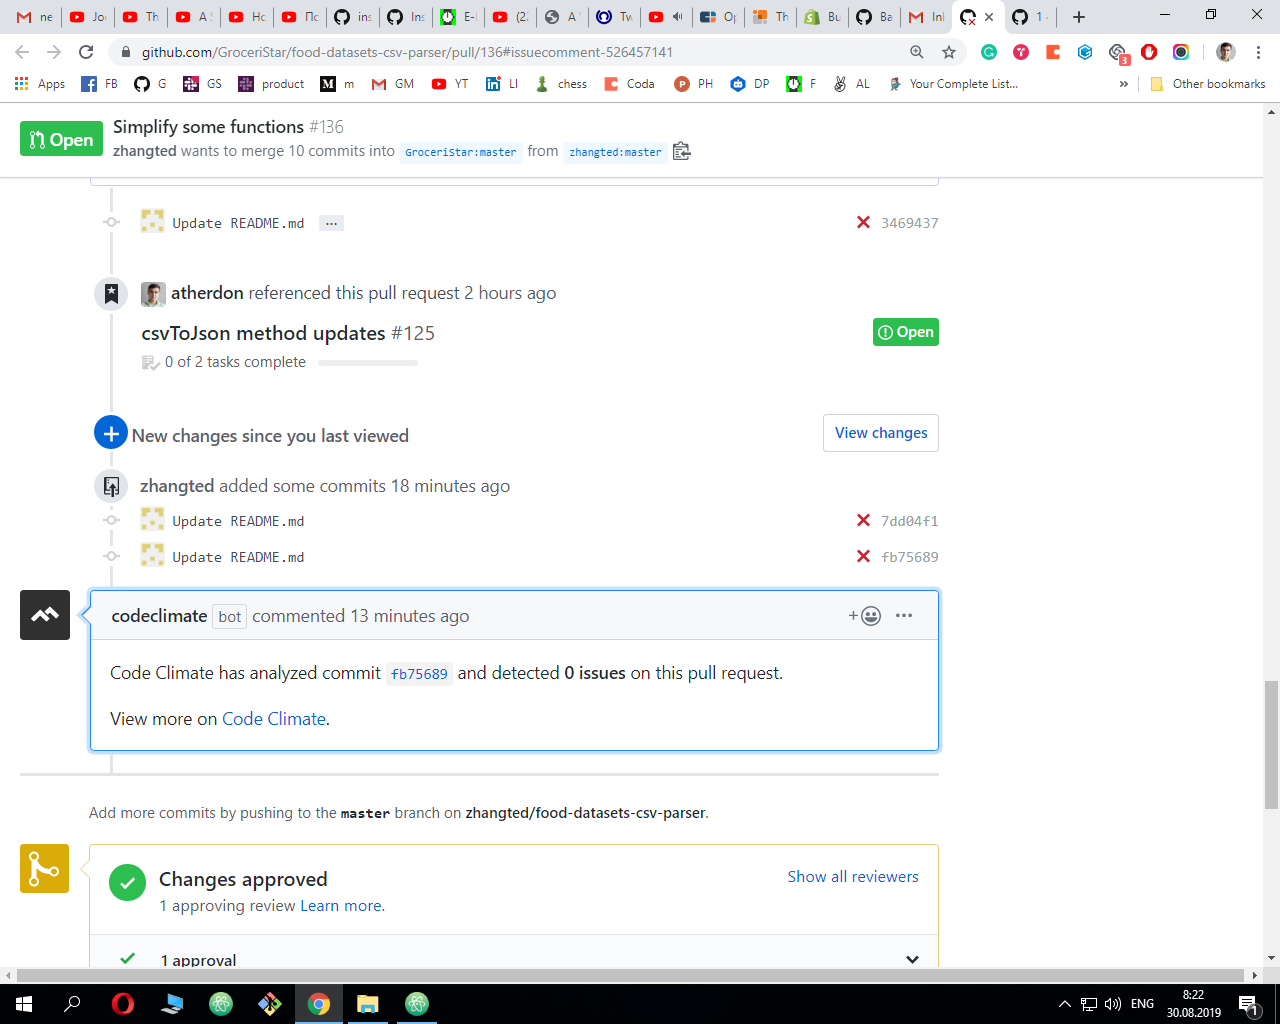 ne
Jo
Th
A S
Ho
По
ins
Ins
E-I
(2
A
Tw
Op
Th
Bu
Ba
Inl
1
github.com/GroceriStar/food-datasets-csv-parser/pull/136#issuecomment-526457141
3
Apps
FB
G
GS
product
m
GM
YT
LI
chess
Coda
PH
DP
F
AL
Your Complete List...
»
Other bookmarks
Open
Simplify some functions #136
zhangted wants to merge 10 commits into GroceriStar:master from zhangted:master
Update README.md ... 3469437
atherdon referenced this pull request 2 hours ago
csvToJson method updates #125 Open
0 of 2 tasks complete
New changes since you last viewed View changes
zhangted added some commits 18 minutes ago
Update README.md 7dd04f1
Update README.md fb75689
codeclimate bot commented 13 minutes ago
Code Climate has analyzed commit fb75689 and detected 0 issues on this pull request.
View more on Code Climate.
Add more commits by pushing to the master branch on zhangted/food-datasets-csv-parser.
Changes approved Show all reviewers
1 approving review Learn more.
1 approval
ENG
8:22
30.08.2019
1